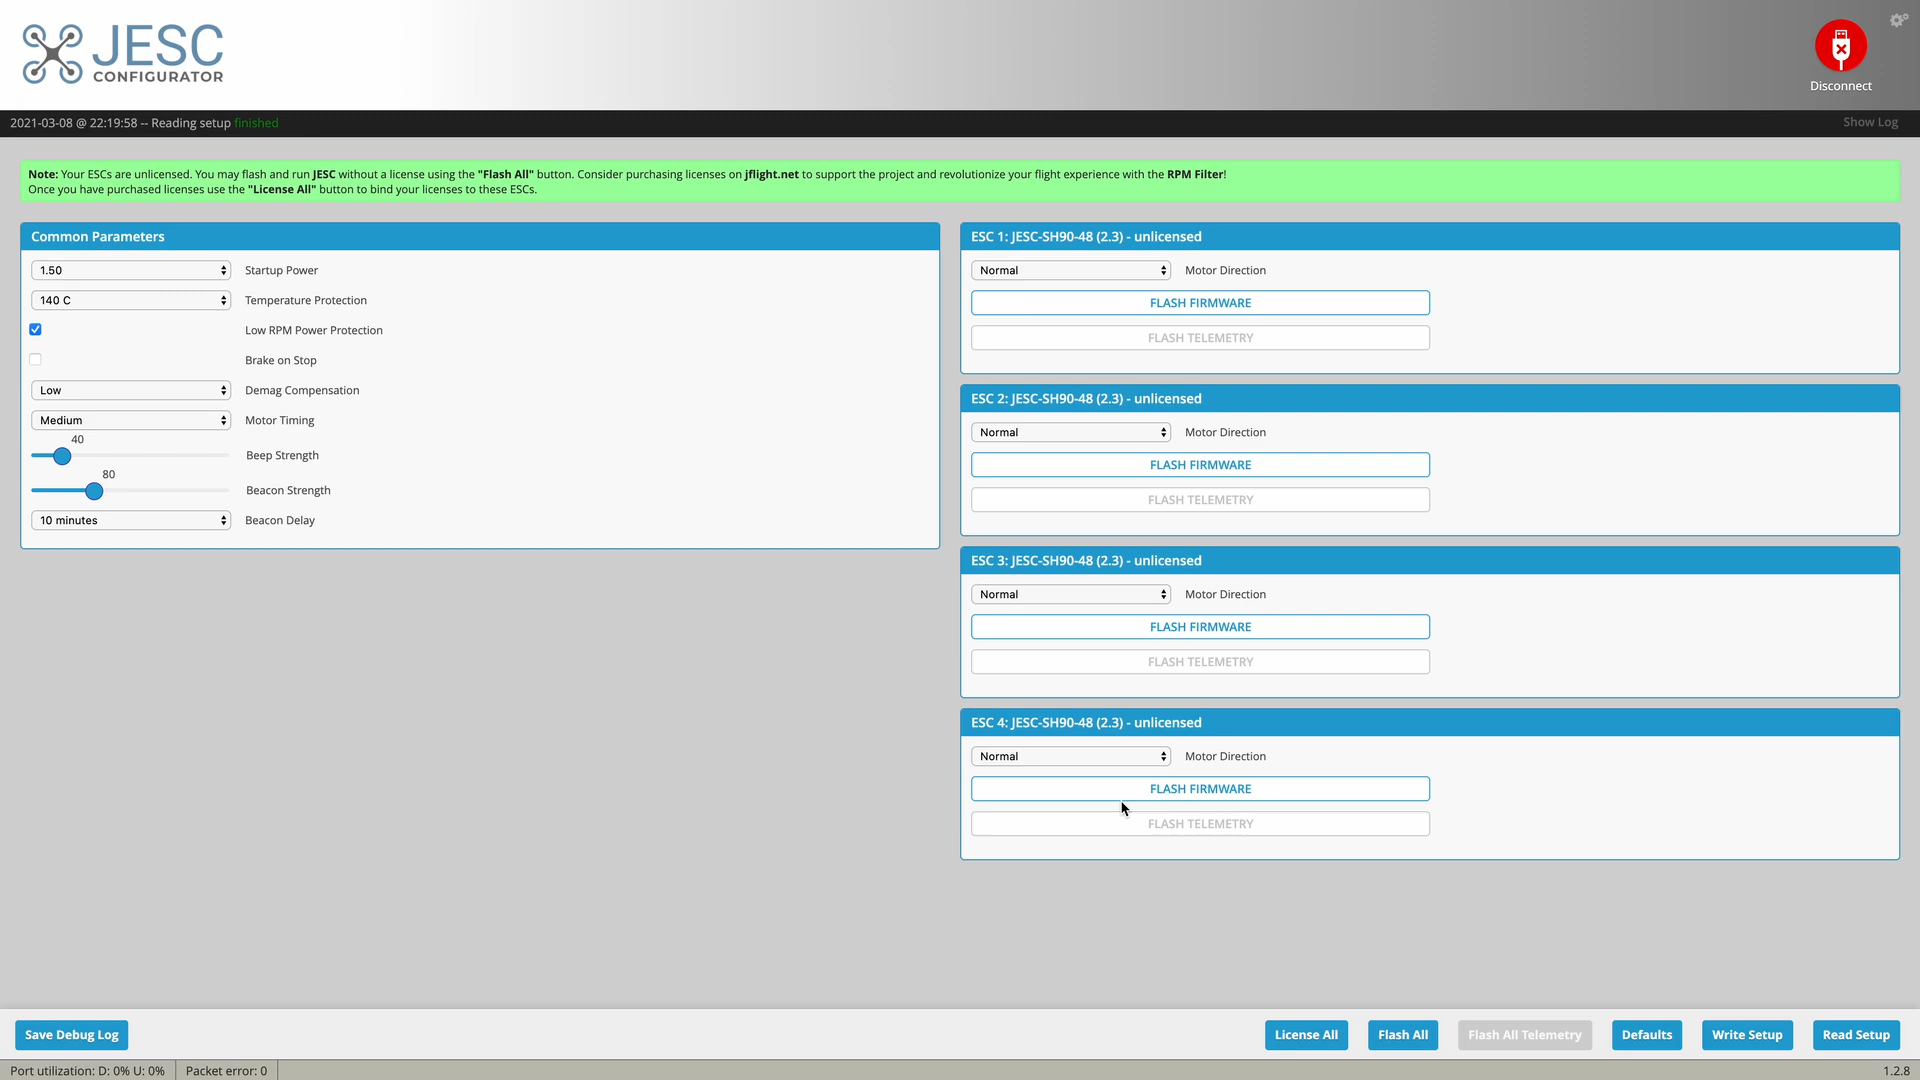 JESC
CONFIGURATOR
Disconnect
2021-03-08 @ 22:19:58 -- Reading setup finished
Show Log
Note: Your ESCs are unlicensed. You may flash and run JESC without a license using the "Flash All" button. Consider purchasing licenses on jflight.net to support the project and revolutionize your flight experience with the RPM Filter!
Once you have purchased licenses use the "License All" button to bind your licenses to these ESCs.
Common Parameters
1.50 Startup Power
140 C Temperature Protection
Low RPM Power Protection
Brake on Stop
Low Demag Compensation
Medium Motor Timing
40
Beep Strength
80
Beacon Strength
10 minutes Beacon Delay
ESC 1: JESC-SH90-48 (2.3) - unlicensed
Normal Motor Direction
FLASH FIRMWARE
FLASH TELEMETRY
ESC 2: JESC-SH90-48 (2.3) - unlicensed
Normal Motor Direction
FLASH FIRMWARE
FLASH TELEMETRY
ESC 3: JESC-SH90-48 (2.3) - unlicensed
Normal Motor Direction
FLASH FIRMWARE
FLASH TELEMETRY
ESC 4: JESC-SH90-48 (2.3) - unlicensed
Normal Motor Direction
FLASH FIRMWARE
FLASH TELEMETRY
Save Debug Log License All Flash All Flash All Telemetry Defaults Write Setup Read Setup
Port utilization: D: 0% U: 0% Packet error: 0 1.2.8